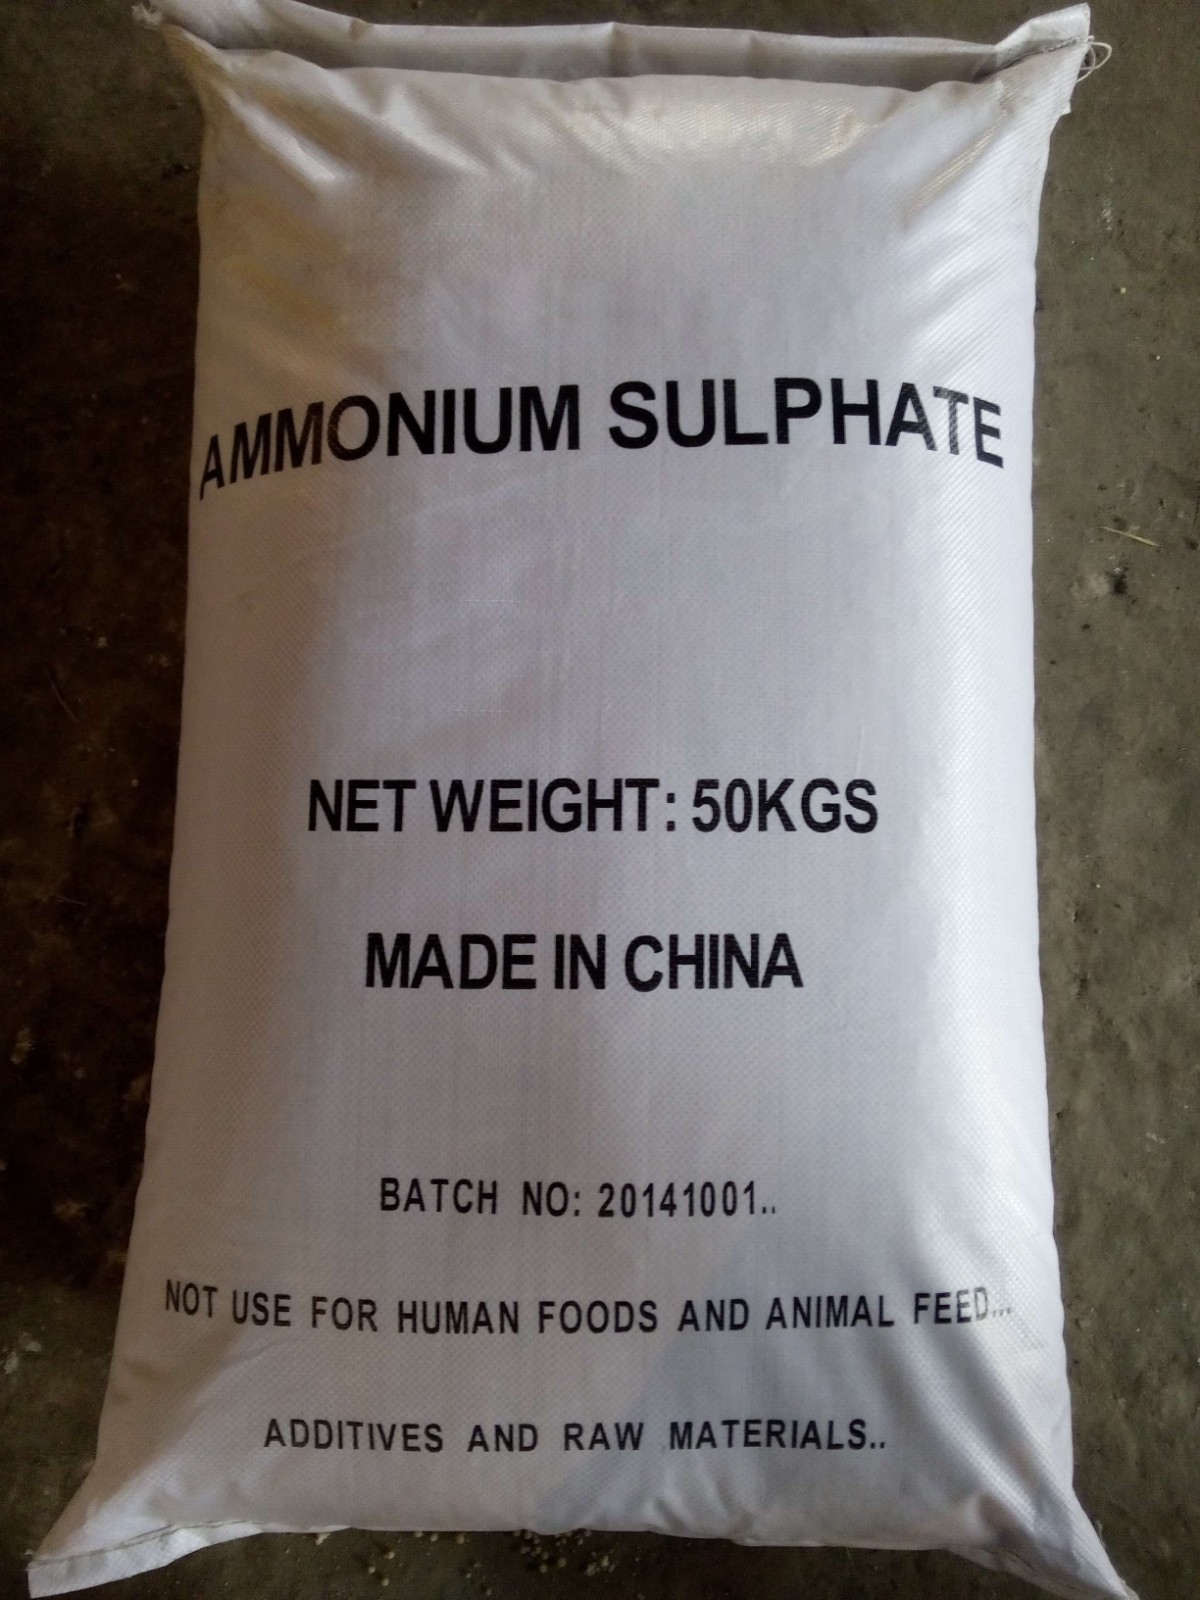 AMMONIUM SULPHATE
NET WEIGHT: 50KGS
MADE IN CHINA
BATCH NO: 20141001..
NOT USE FOR HUMAN FOODS AND ANIMAL FEED...
ADDITIVES AND RAW MATERIALS..